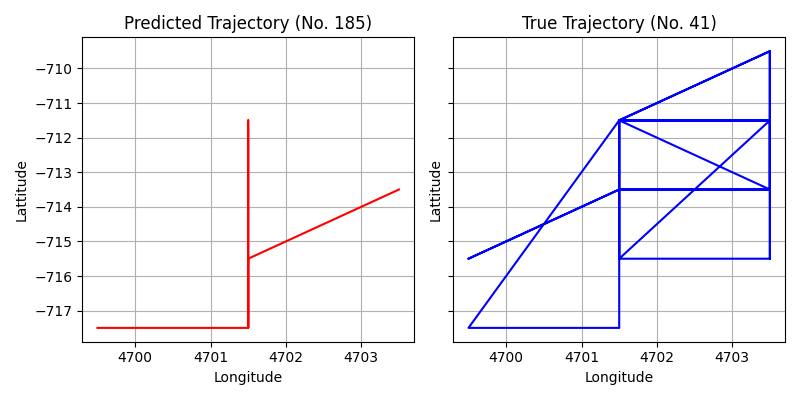 Predicted Trajectory (No. 185)
True Trajectory (No. 41)
−710
−711
−712
−713
−714
−715
−716
−717
Lattitude
Lattitude
4700 4701 4702 4703
4700 4701 4702 4703
Longitude
Longitude